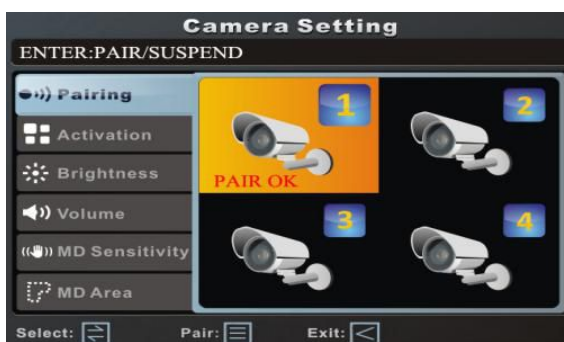 Camera Setting
ENTER:PAIR/SUSPEND
Pairing
Activation
Brightness
Volume
MD Sensitivity
MD Area
1
2
PAIR OK
3
4
Select:
Pair:
Exit: